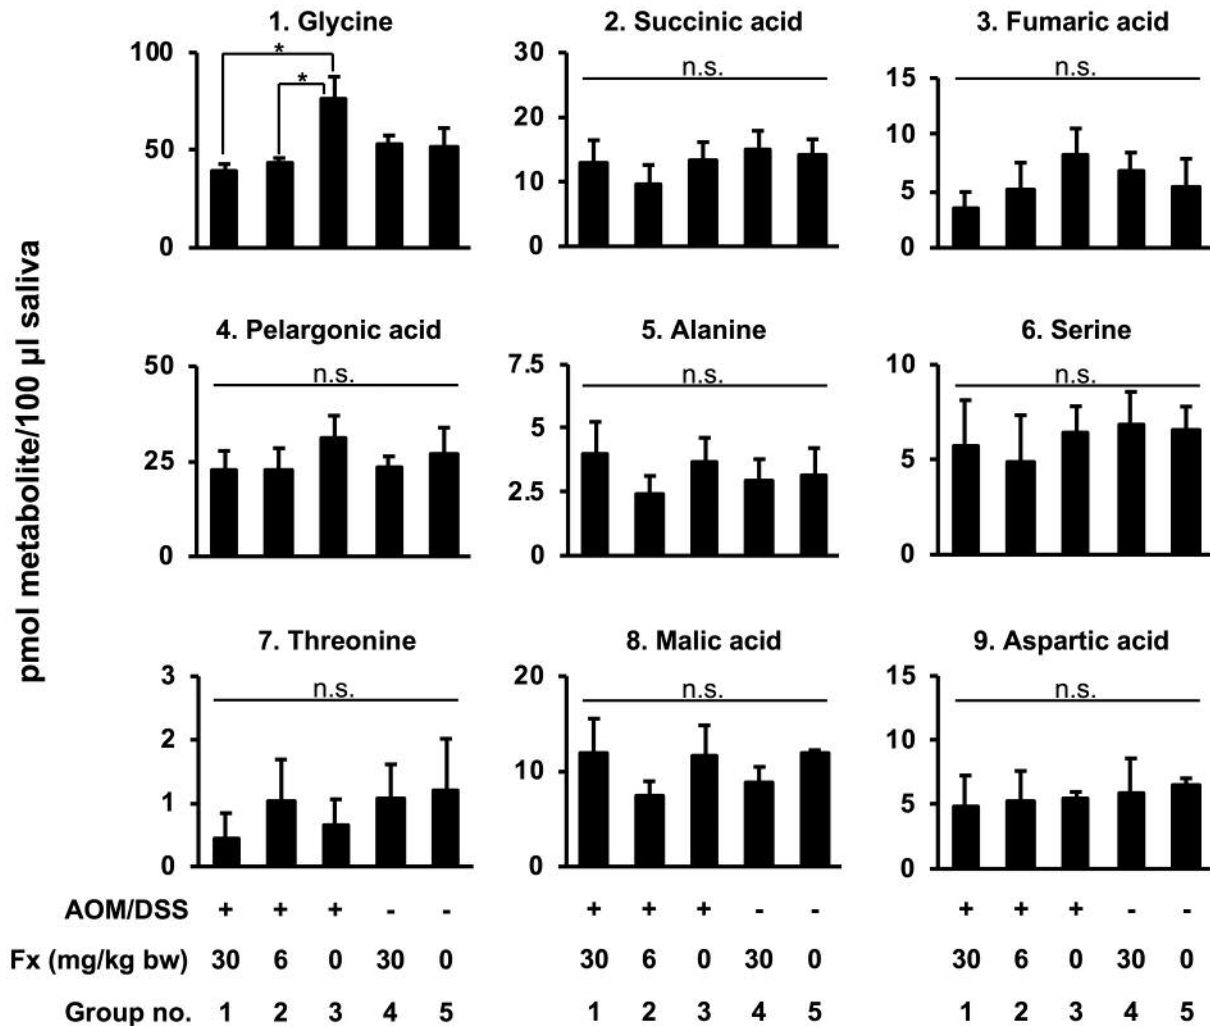 pmol metabolite/100 µl saliva
1. Glycine
100
50
0
*
*
2. Succinic acid
30
20
10
0
n.s.
3. Fumaric acid
15
10
5
0
n.s.
4. Pelargonic acid
50
25
0
n.s.
5. Alanine
7.5
5
2.5
0
n.s.
6. Serine
10
5
0
n.s.
7. Threonine
3
2
1
0
n.s.
8. Malic acid
20
10
0
n.s.
9. Aspartic acid
15
10
5
0
n.s.
AOM/DSS + + + - - + + + - - + + + - -
Fx (mg/kg bw) 30 6 0 30 0 30 6 0 30 0 30 6 0 30 0
Group no. 1 2 3 4 5 1 2 3 4 5 1 2 3 4 5